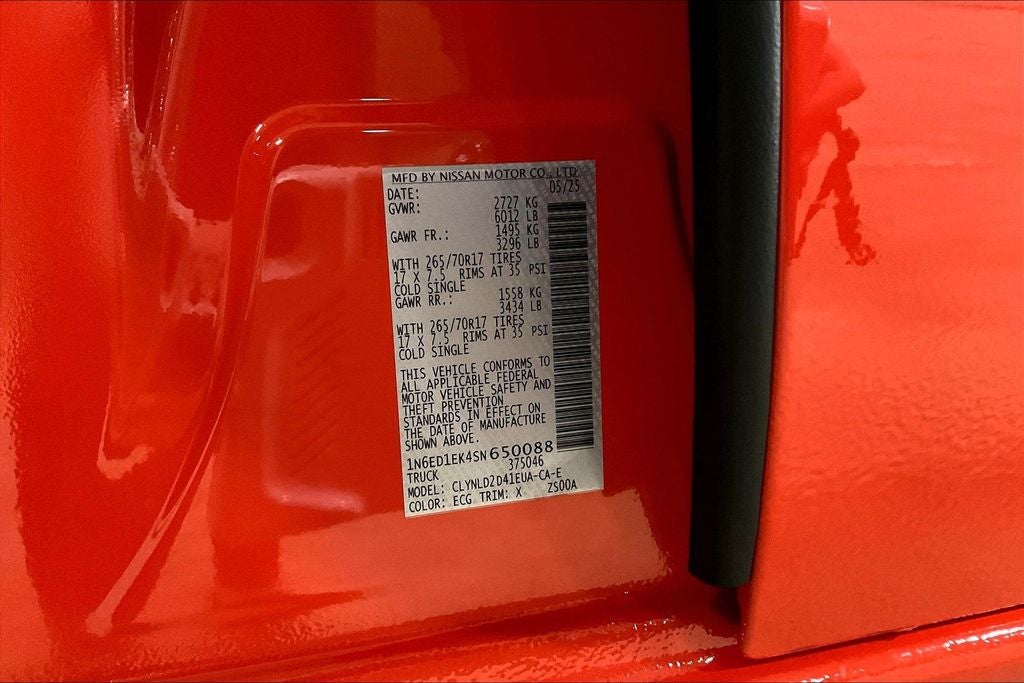 MFD BY NISSAN MOTOR CO., LTD.
DATE: 05/25
GVWR: 2727 KG
6012 LB
GAWR FR.: 1495 KG
3296 LB
WITH 265/70R17 TIRES
17 X 7.5 RIMS AT 35 PSI
COLD SINGLE
GAWR RR.: 1558 KG
3434 LB
WITH 265/70R17 TIRES
17 X 7.5 RIMS AT 35 PSI
COLD SINGLE
THIS VEHICLE CONFORMS TO
ALL APPLICABLE FEDERAL
MOTOR VEHICLE SAFETY AND
THEFT PREVENTION
STANDARDS IN EFFECT ON
THE DATE OF MANUFACTURE
SHOWN ABOVE.
1N6ED1EK4SN650088
TRUCK 375046
MODEL: CLYNLD2D41EUA-CA-E
COLOR: ECG TRIM: X ZS00A